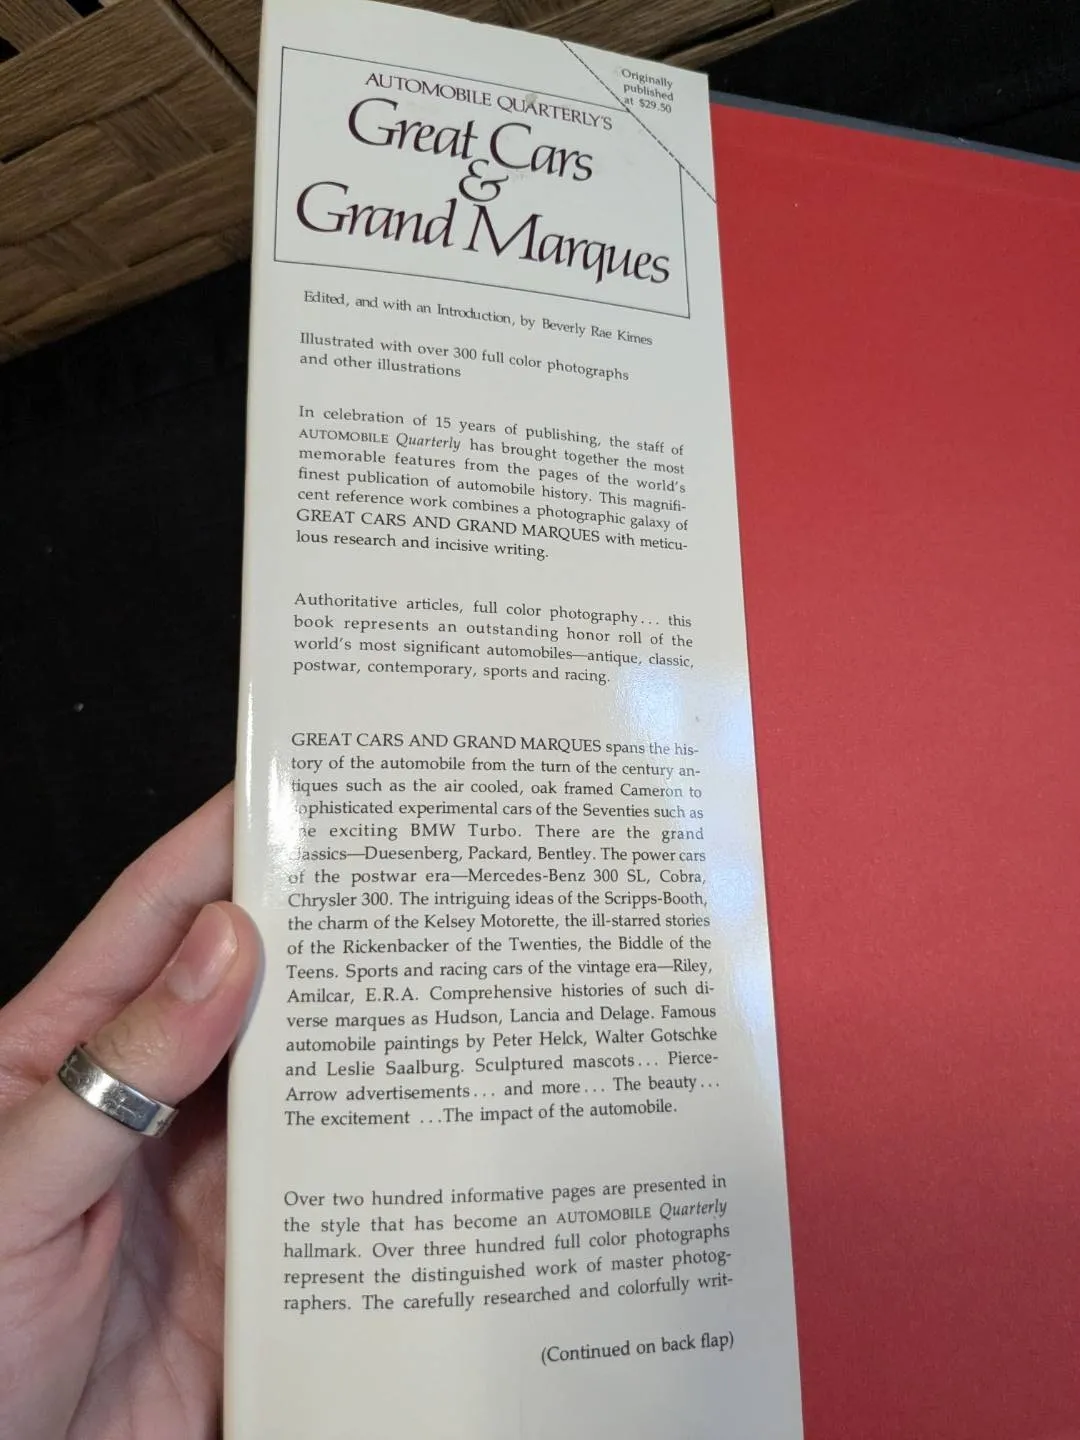 Originally
published
at $29.50
AUTOMOBILE QUARTERLY'S
Great Cars
&
Grand Marques
Edited, and with an Introduction, by Beverly Rae Kimes
Illustrated with over 300 full color photographs
and other illustrations
In celebration of 15 years of publishing, the staff of
AUTOMOBILE Quarterly has brought together the most
memorable features from the pages of the world's
finest publication of automobile history. This magnifi-
cent reference work combines a photographic galaxy of
GREAT CARS AND GRAND MARQUES with meticu-
lous research and incisive writing.
Authoritative articles, full color photography... this
book represents an outstanding honor roll of the
world's most significant automobiles—antique, classic,
postwar, contemporary, sports and racing.
GREAT CARS AND GRAND MARQUES spans the his-
tory of the automobile from the turn of the century an-
tiques such as the air cooled, oak framed Cameron to
sophisticated experimental cars of the Seventies such as
the exciting BMW Turbo. There are the grand
classics—Duesenberg, Packard, Bentley. The power cars
of the postwar era—Mercedes-Benz 300 SL, Cobra,
Chrysler 300. The intriguing ideas of the Scripps-Booth,
the charm of the Kelsey Motorette, the ill-starred stories
of the Rickenbacker of the Twenties, the Biddle of the
Teens. Sports and racing cars of the vintage era—Riley,
Amilcar, E.R.A. Comprehensive histories of such di-
verse marques as Hudson, Lancia and Delage. Famous
automobile paintings by Peter Helck, Walter Gotschke
and Leslie Saalburg. Sculptured mascots... Pierce-
Arrow advertisements... and more... The beauty...
The excitement ...The impact of the automobile.
Over two hundred informative pages are presented in
the style that has become an AUTOMOBILE Quarterly
hallmark. Over three hundred full color photographs
represent the distinguished work of master photog-
raphers. The carefully researched and colorfully writ-
(Continued on back flap)